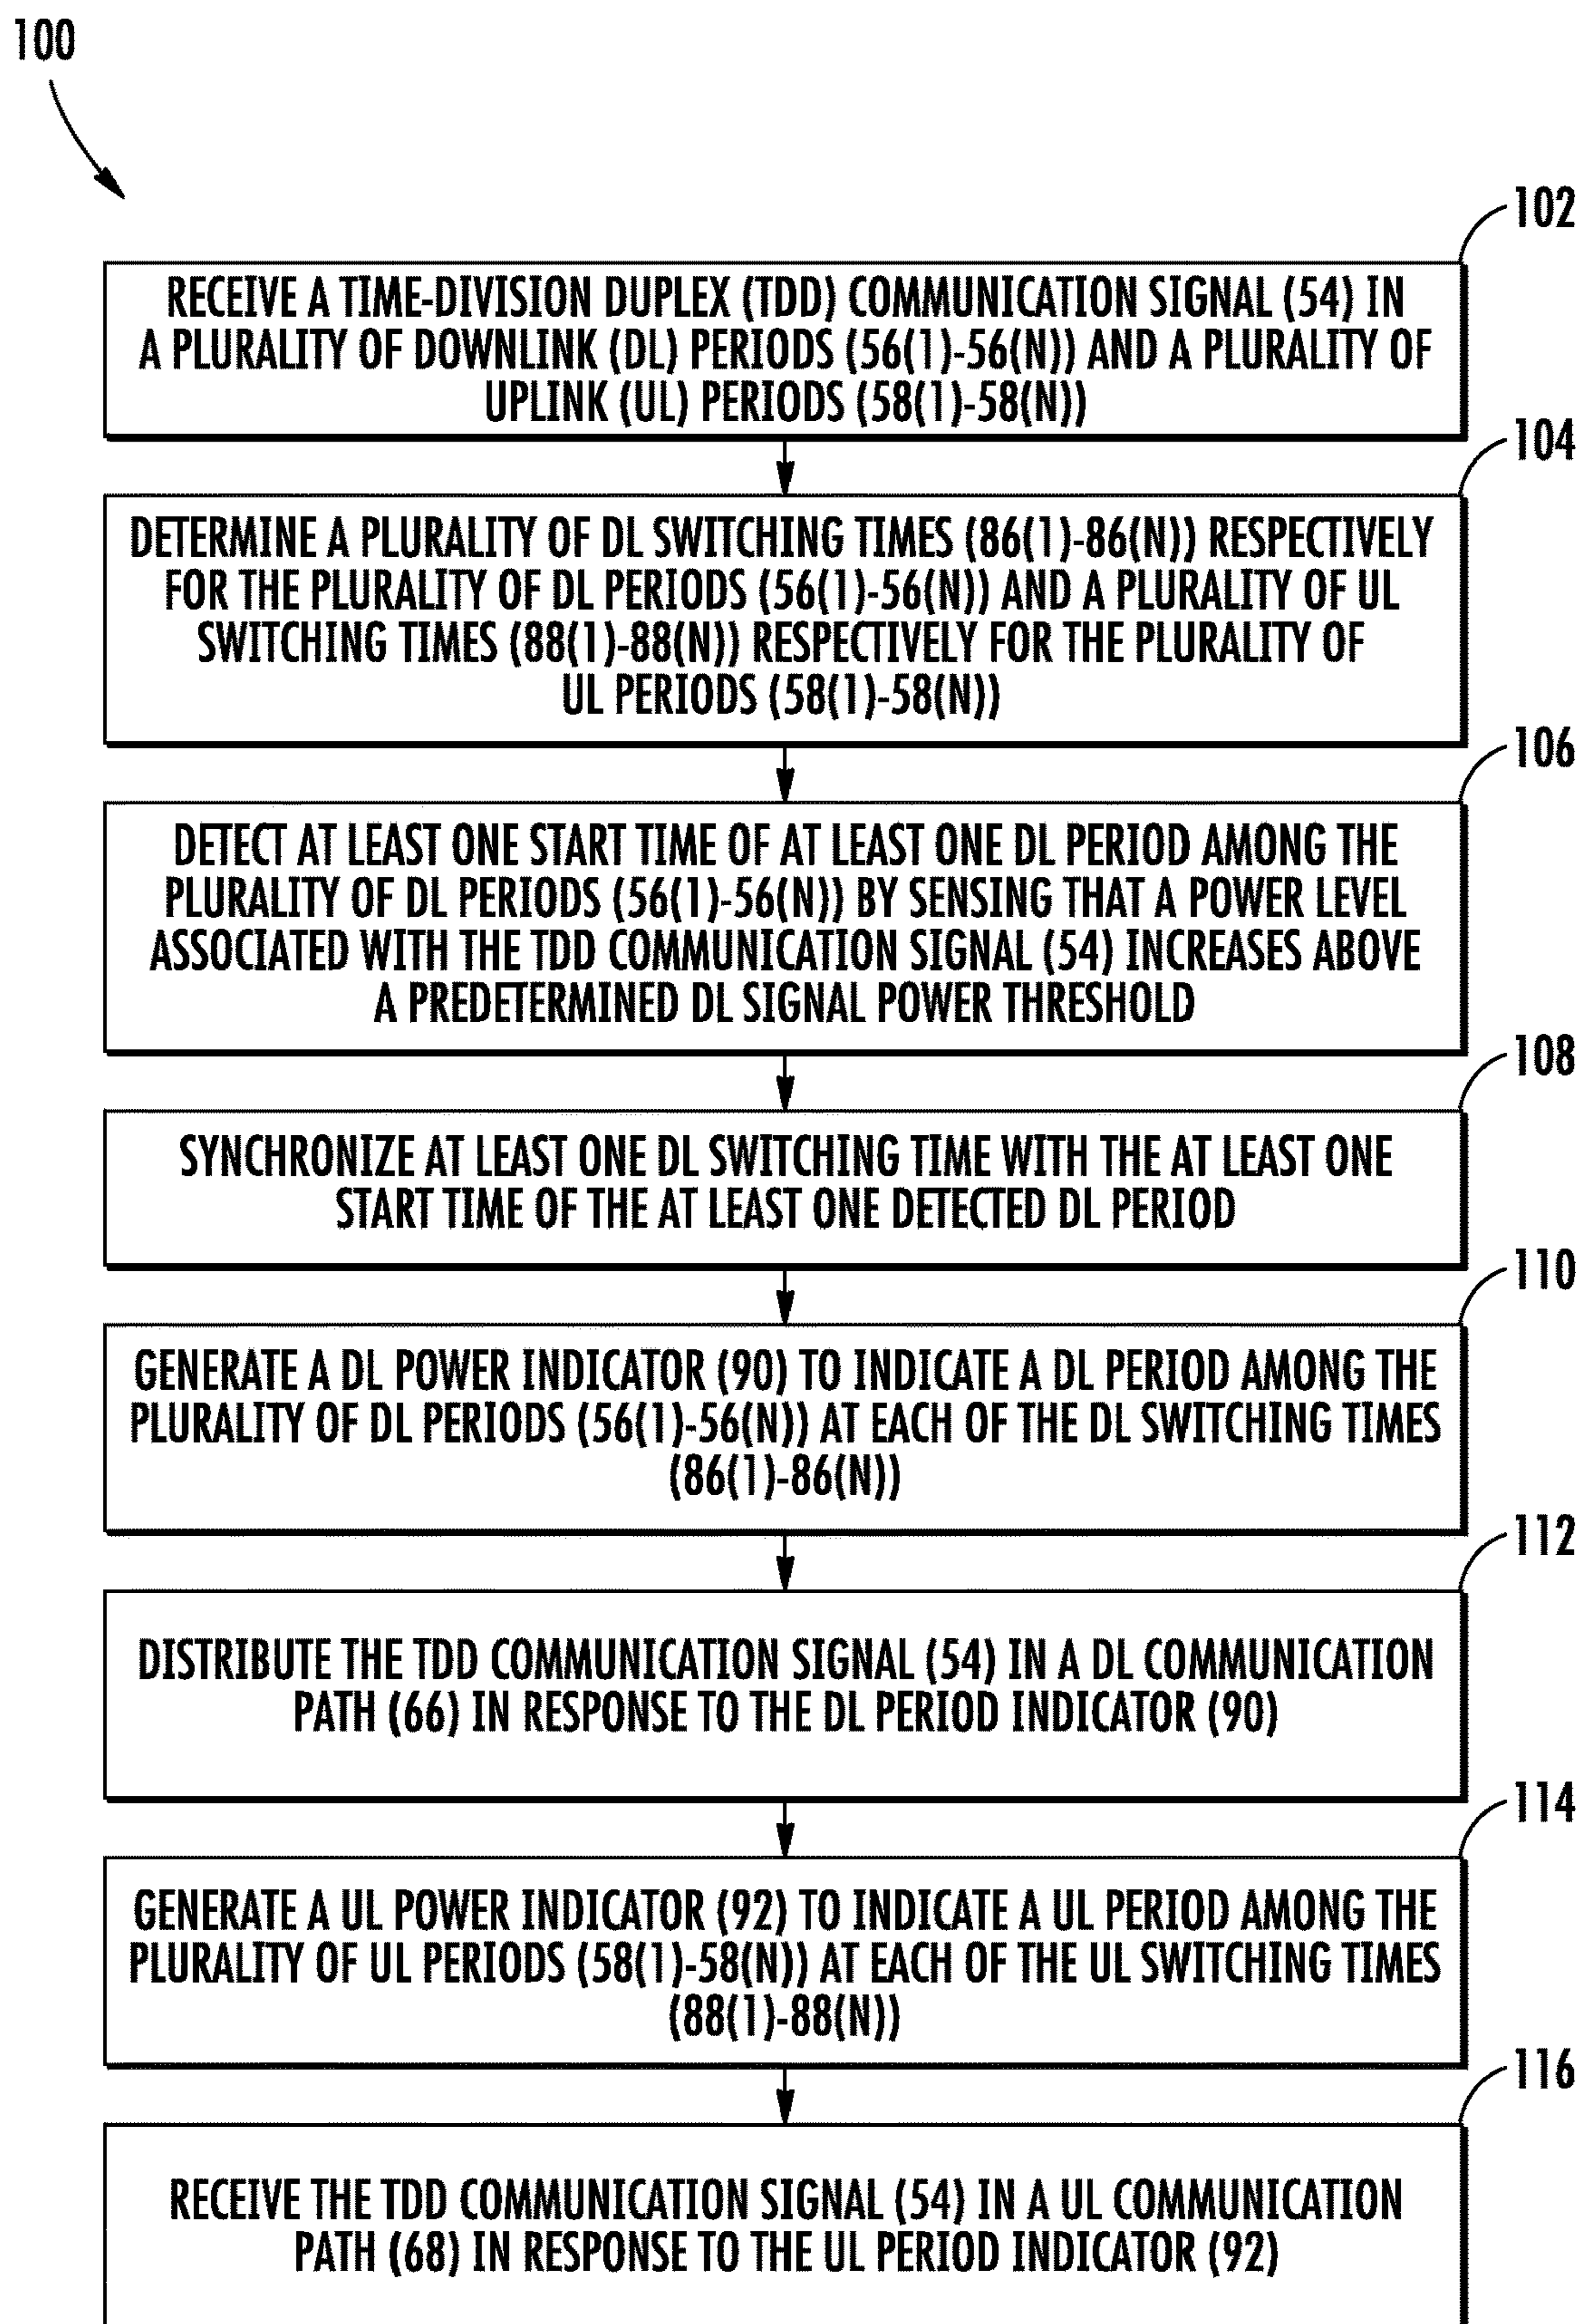 100
102
RECEIVE A TIME-DIVISION DUPLEX (TDD) COMMUNICATION SIGNAL (54) IN
A PLURALITY OF DOWNLINK (DL) PERIODS (56(1)-56(N)) AND A PLURALITY OF
UPLINK (UL) PERIODS (58(1)-58(N))
104
DETERMINE A PLURALITY OF DL SWITCHING TIMES (86(1)-86(N)) RESPECTIVELY
FOR THE PLURALITY OF DL PERIODS (56(1)-56(N)) AND A PLURALITY OF UL
SWITCHING TIMES (88(1)-88(N)) RESPECTIVELY FOR THE PLURALITY OF
UL PERIODS (58(1)-58(N))
106
DETECT AT LEAST ONE START TIME OF AT LEAST ONE DL PERIOD AMONG THE
PLURALITY OF DL PERIODS (56(1)-56(N)) BY SENSING THAT A POWER LEVEL
ASSOCIATED WITH THE TDD COMMUNICATION SIGNAL (54) INCREASES ABOVE
A PREDETERMINED DL SIGNAL POWER THRESHOLD
108
SYNCHRONIZE AT LEAST ONE DL SWITCHING TIME WITH THE AT LEAST ONE
START TIME OF THE AT LEAST ONE DETECTED DL PERIOD
110
GENERATE A DL POWER INDICATOR (90) TO INDICATE A DL PERIOD AMONG THE
PLURALITY OF DL PERIODS (56(1)-56(N)) AT EACH OF THE DL SWITCHING TIMES
(86(1)-86(N))
112
DISTRIBUTE THE TDD COMMUNICATION SIGNAL (54) IN A DL COMMUNICATION
PATH (66) IN RESPONSE TO THE DL PERIOD INDICATOR (90)
114
GENERATE A UL POWER INDICATOR (92) TO INDICATE A UL PERIOD AMONG THE
PLURALITY OF UL PERIODS (58(1)-58(N)) AT EACH OF THE UL SWITCHING TIMES
(88(1)-88(N))
116
RECEIVE THE TDD COMMUNICATION SIGNAL (54) IN A UL COMMUNICATION
PATH (68) IN RESPONSE TO THE UL PERIOD INDICATOR (92)